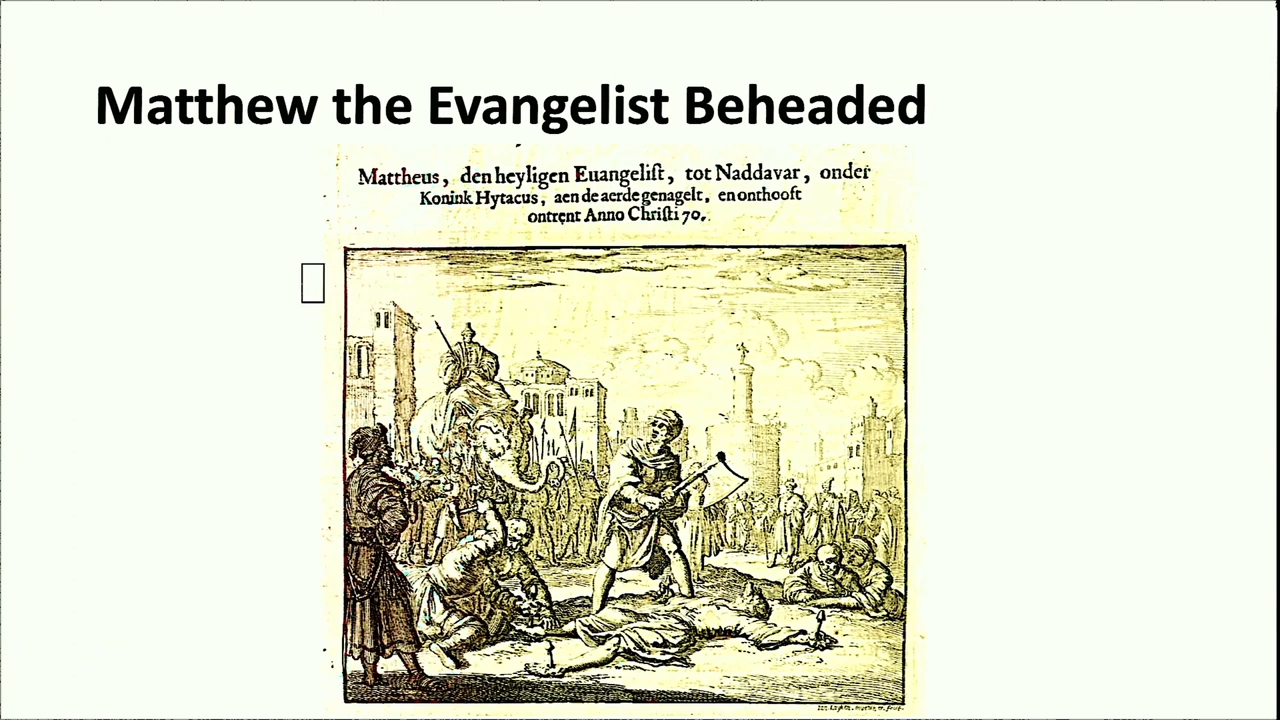 Matthew the Evangelist Beheaded
Mattheus, den heyligen Euangeliſt, tot Naddavar, onder
Konink Hytacus, aen de aerde genagelt, en onthooft
ontrent Anno Chriſti 70.